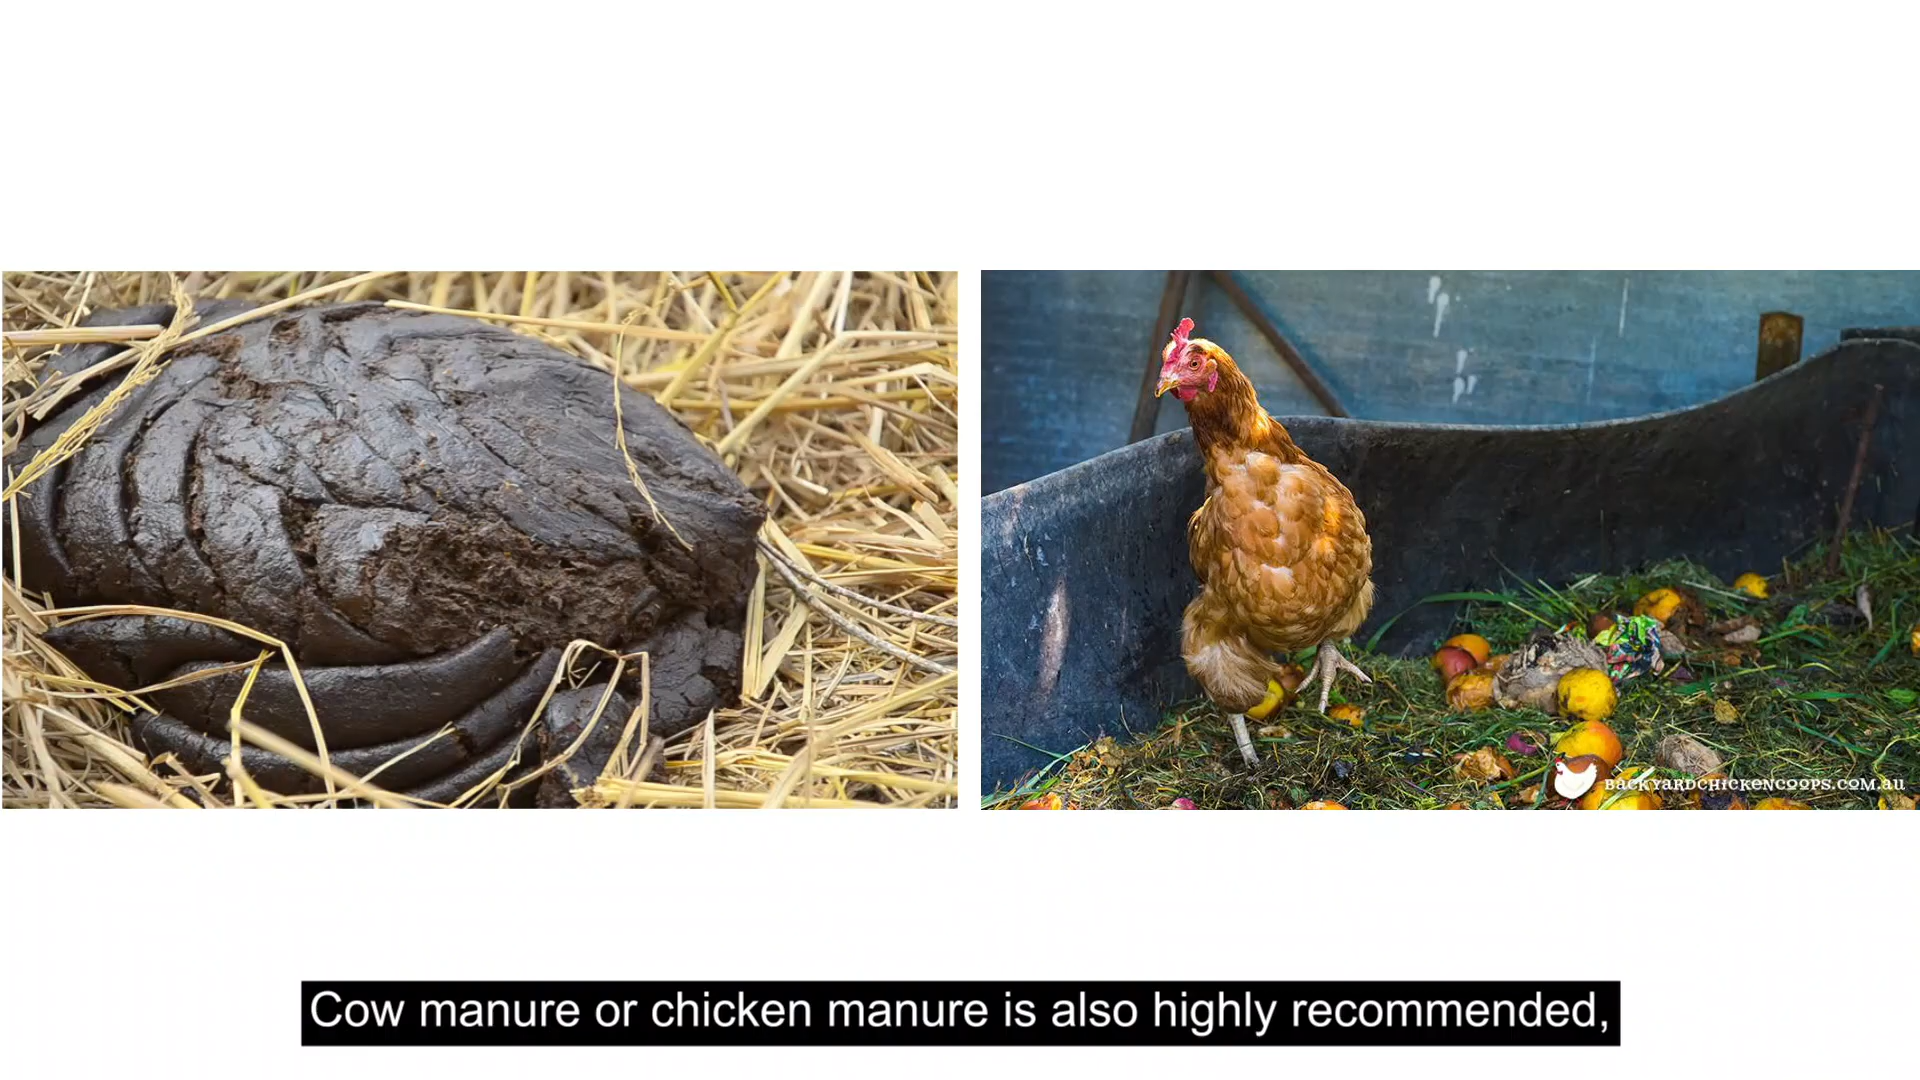 BACKYARDCHICKENCOOPS.COM.au
Cow manure or chicken manure is also highly recommended,